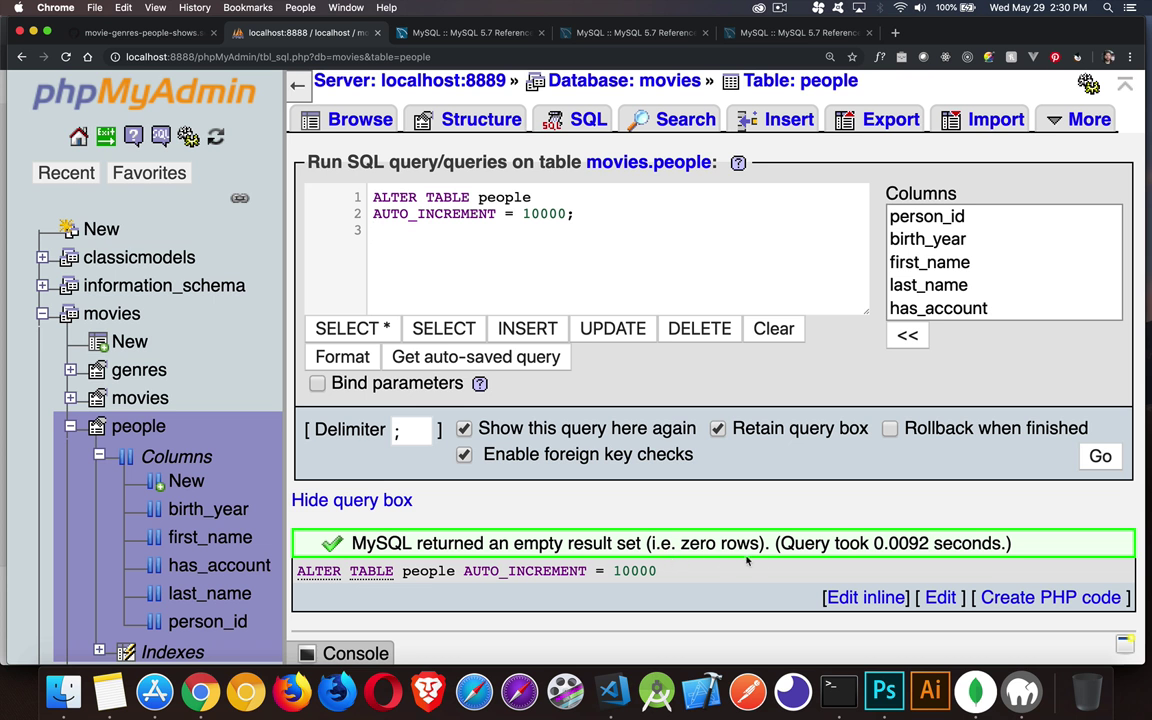 Chrome File Edit View History Bookmarks People Window Help 100% Wed May 29 2:30 PM
movie-genres-people-shows.s localhost:8888 / localhost / mo MySQL :: MySQL 5.7 Referenc MySQL :: MySQL 5.7 Referenc MySQL :: MySQL 5.7 Referenc
localhost:8888/phpMyAdmin/tbl_sql.php?db=movies&table=people
phpMyAdmin
Recent Favorites
New
classicmodels
information_schema
movies
New
genres
movies
people
Columns
New
birth_year
first_name
has_account
last_name
person_id
Indexes
Server: localhost:8889 » Database: movies » Table: people
Browse Structure SQL Search Insert Export Import More
Run SQL query/queries on table movies.people:
1 ALTER TABLE people
2 AUTO_INCREMENT = 10000;
3
Columns
person_id
birth_year
first_name
last_name
has_account
<<
SELECT * SELECT INSERT UPDATE DELETE Clear
Format Get auto-saved query
Bind parameters
[ Delimiter ; ] Show this query here again Retain query box Rollback when finished
Enable foreign key checks
Go
Hide query box
MySQL returned an empty result set (i.e. zero rows). (Query took 0.0092 seconds.)
ALTER TABLE people AUTO_INCREMENT = 10000
[Edit inline] [ Edit ] [ Create PHP code ]
Console
Ps Ai